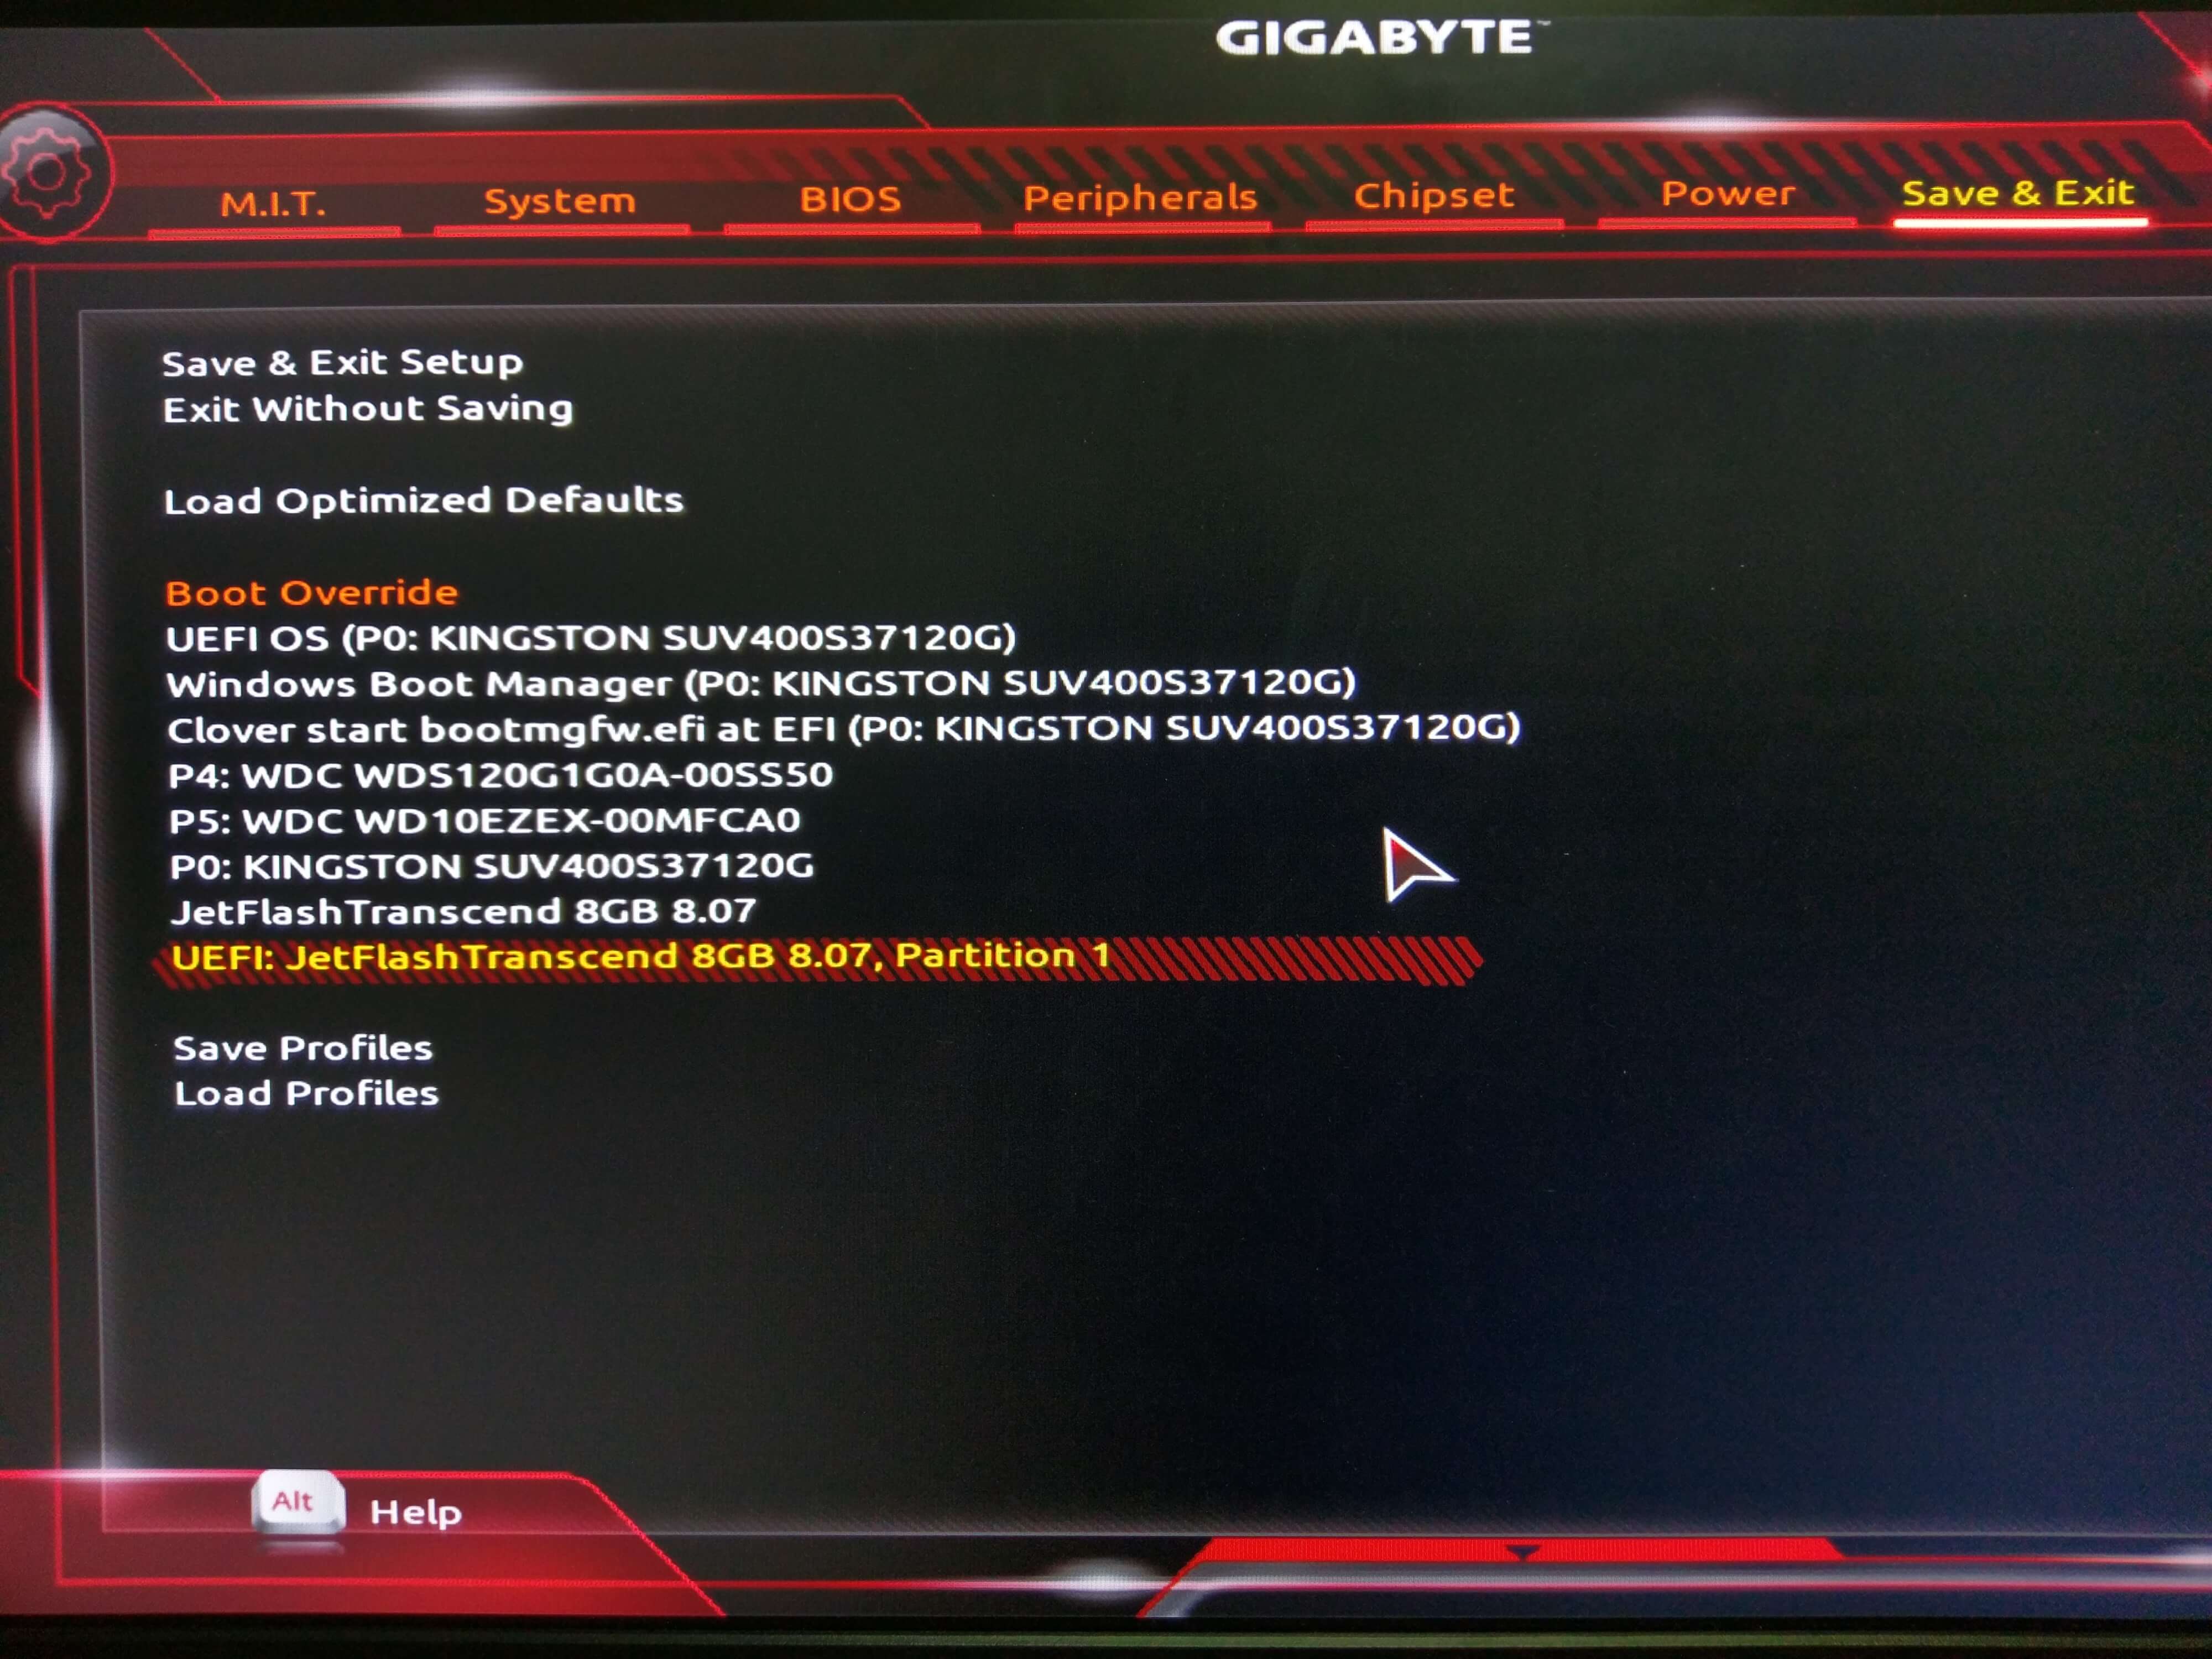 GIGABYTE™
M.I.T. System BIOS Peripherals Chipset Power Save & Exit
Save & Exit Setup
Exit Without Saving
Load Optimized Defaults
Boot Override
UEFI OS (P0: KINGSTON SUV400S37120G)
Windows Boot Manager (P0: KINGSTON SUV400S37120G)
Clover start bootmgfw.efi at EFI (P0: KINGSTON SUV400S37120G)
P4: WDC WDS120G1G0A-00SS50
P5: WDC WD10EZEX-00MFCA0
P0: KINGSTON SUV400S37120G
JetFlashTranscend 8GB 8.07
UEFI: JetFlashTranscend 8GB 8.07, Partition 1
Save Profiles
Load Profiles
Alt Help